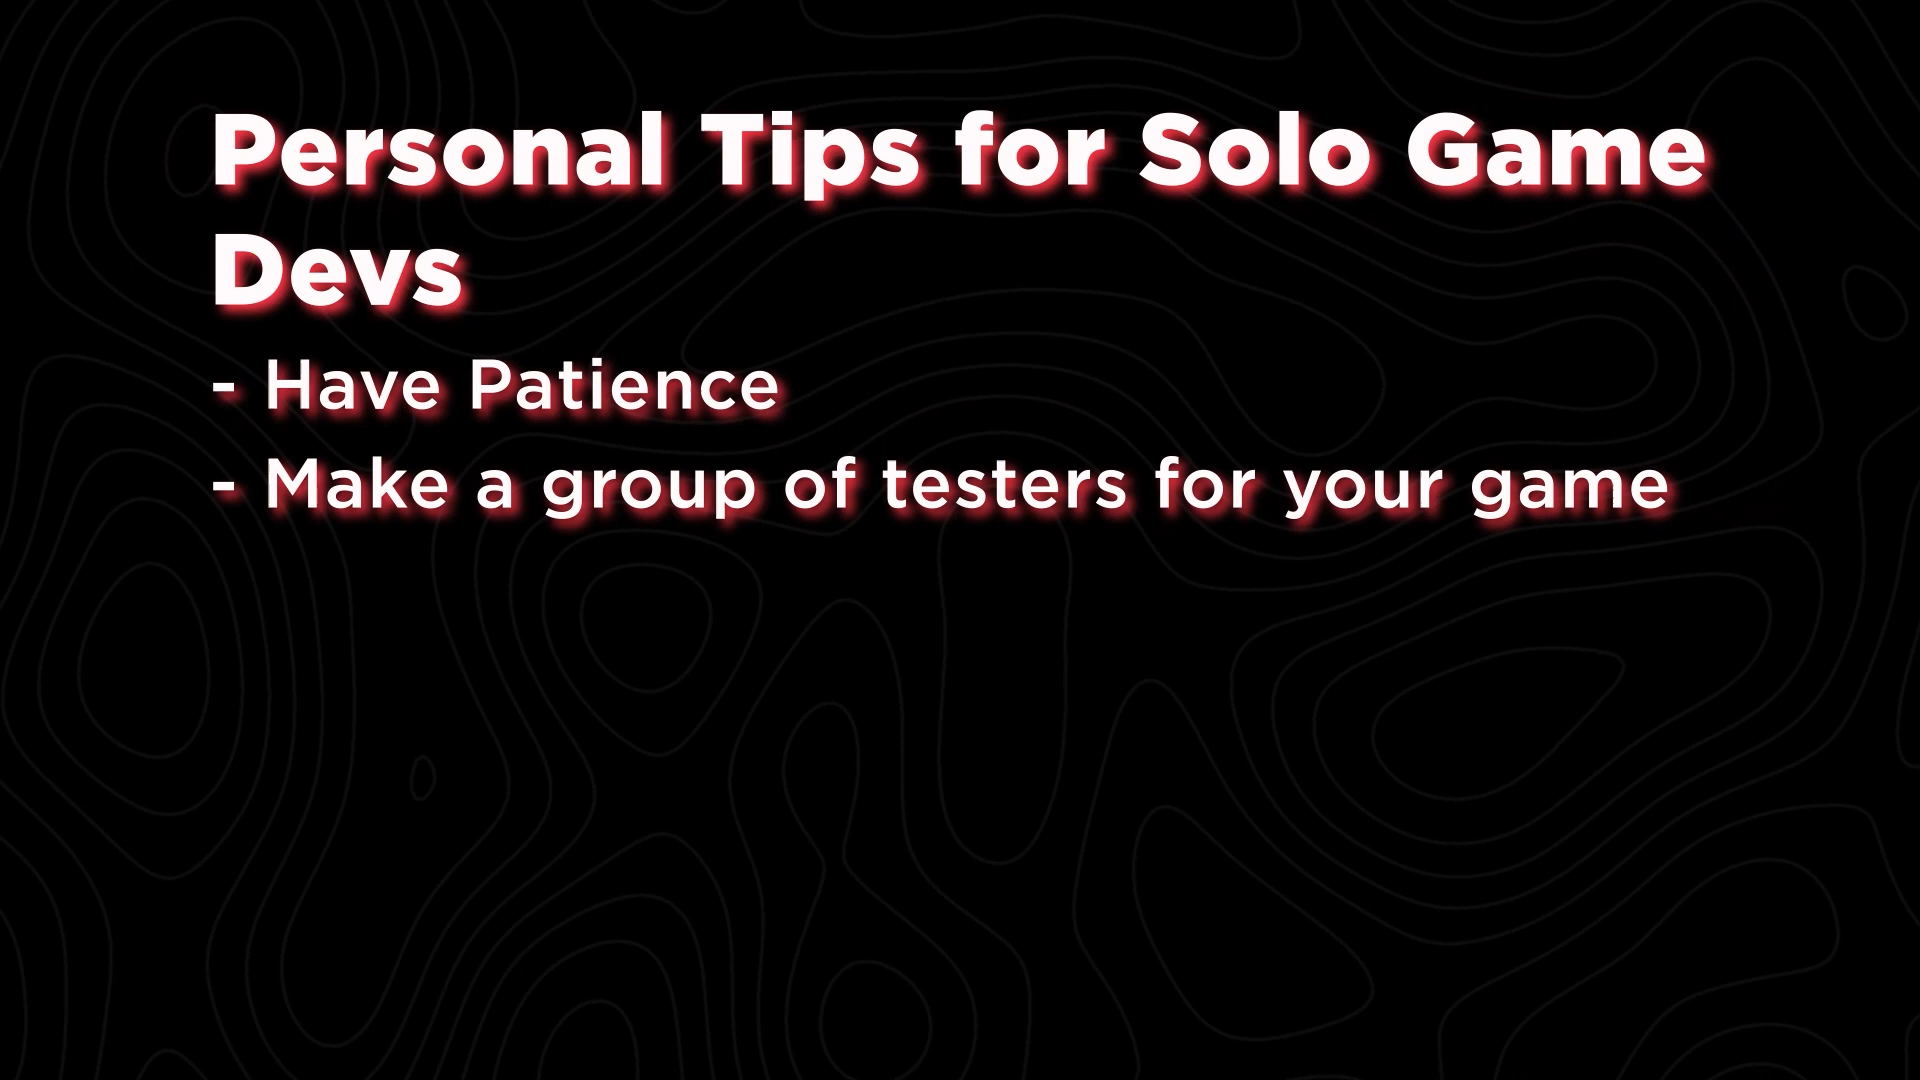 Personal Tips for Solo Game
Devs
- Have Patience
- Make a group of testers for your game